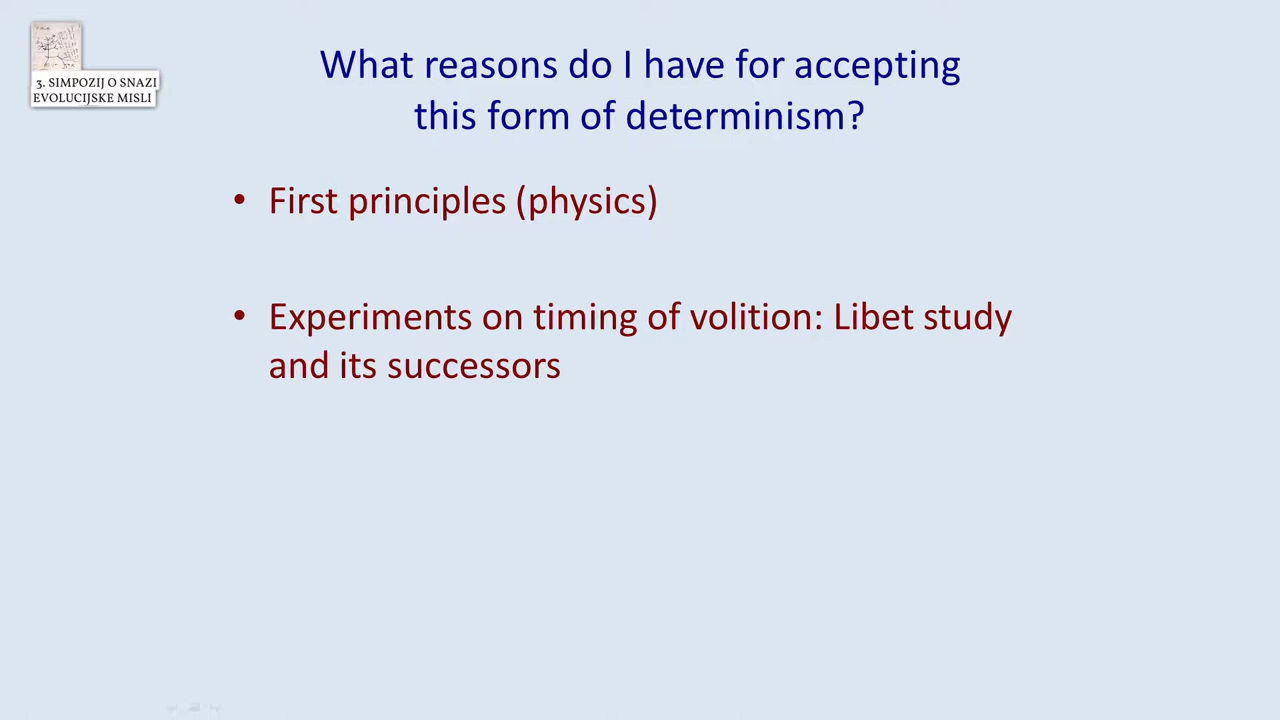 3. SIMPOZIJ O SNAZI
EVOLUCIJSKE MISLI
What reasons do I have for accepting
this form of determinism?
• First principles (physics)
• Experiments on timing of volition: Libet study
and its successors